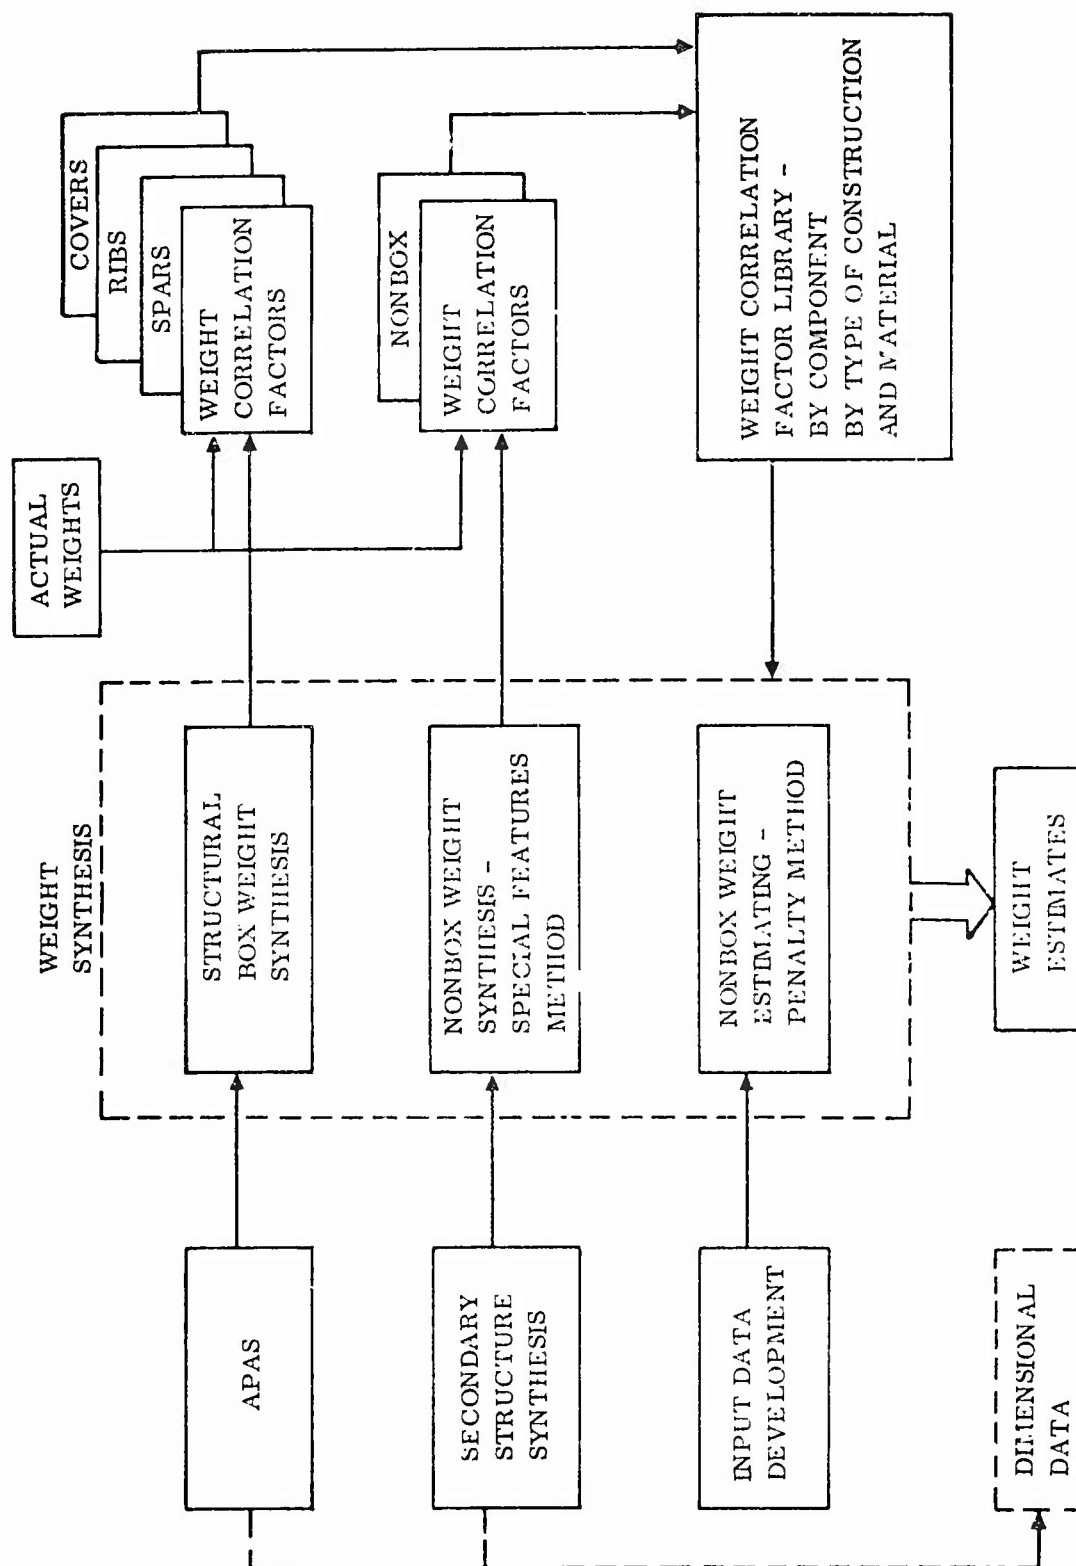 WEIGHT
SYNTHESIS
APAS
STRUCTURAL
BOX WEIGHT
SYNTHESIS
SECONDARY
STRUCTURE
SYNTHESIS
NONBOX WEIGHT
SYNTHESIS -
SPECIAL FEATURES
METHOD
INPUT DATA
DEVELOPMENT
NONBOX WEIGHT
ESTIMATING -
PENALTY METHOD
DIMENSIONAL
DATA
WEIGHT
ESTIMATES
ACTUAL
WEIGHTS
COVERS
RIBS
SPARS
WEIGHT
CORRELATION
FACTORS
NONBOX
WEIGHT
CORRELATION
FACTORS
WEIGHT CORRELATION
FACTOR LIBRARY -
BY COMPONENT
BY TYPE OF CONSTRUCTION
AND MATERIAL